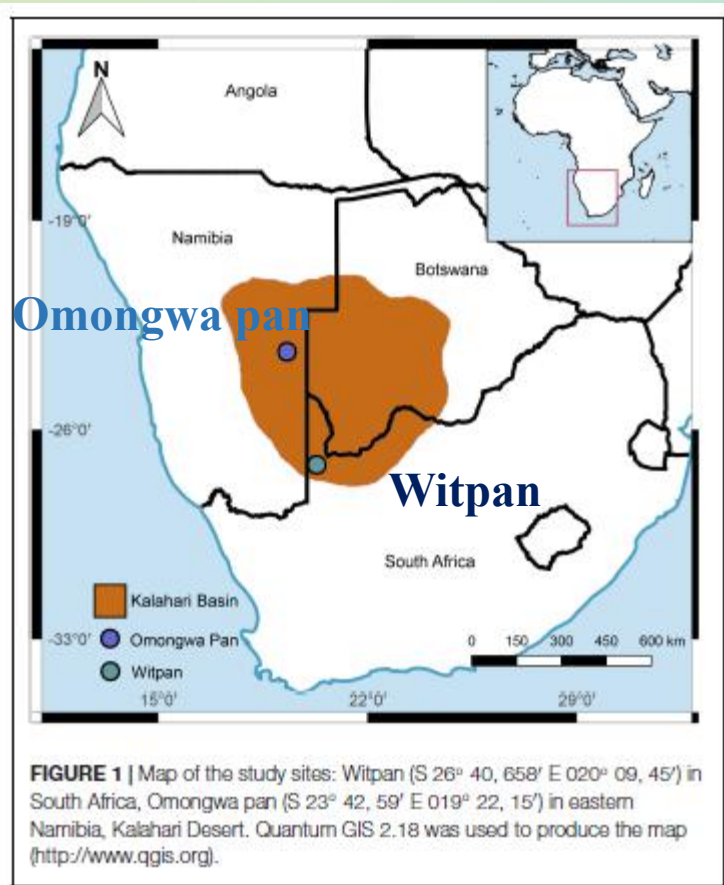 N
Angola
-19°0'
Namibia
Botswana
Omongwa pan
-26°0'
Witpan
South Africa
Kalahari Basin
-33°0'
Omongwa Pan
0 150 300 450 600 km
Witpan
15°0' 22°0' 29°0'
FIGURE 1 | Map of the study sites: Witpan (S 26° 40, 658′ E 020° 09, 45′) in
South Africa, Omongwa pan (S 23° 42, 59′ E 019° 22, 15′) in eastern
Namibia, Kalahari Desert. Quantum GIS 2.18 was used to produce the map
(http://www.qgis.org).